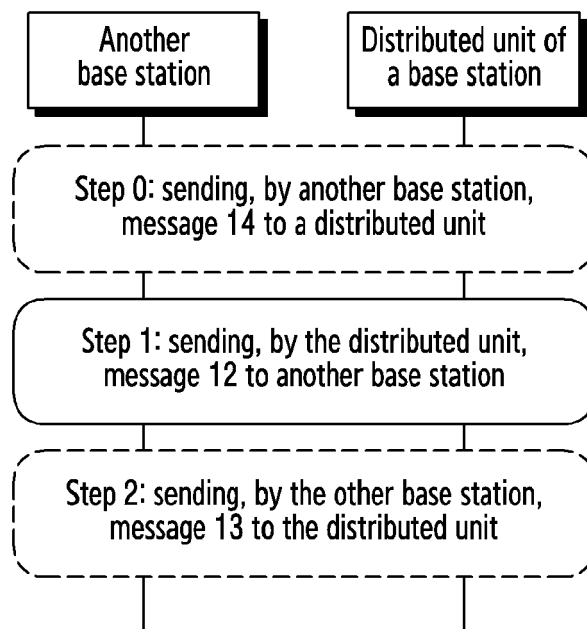 Another
base station
Distributed unit of
a base station
Step 0: sending, by another base station,
message 14 to a distributed unit
Step 1: sending, by the distributed unit,
message 12 to another base station
Step 2: sending, by the other base station,
message 13 to the distributed unit